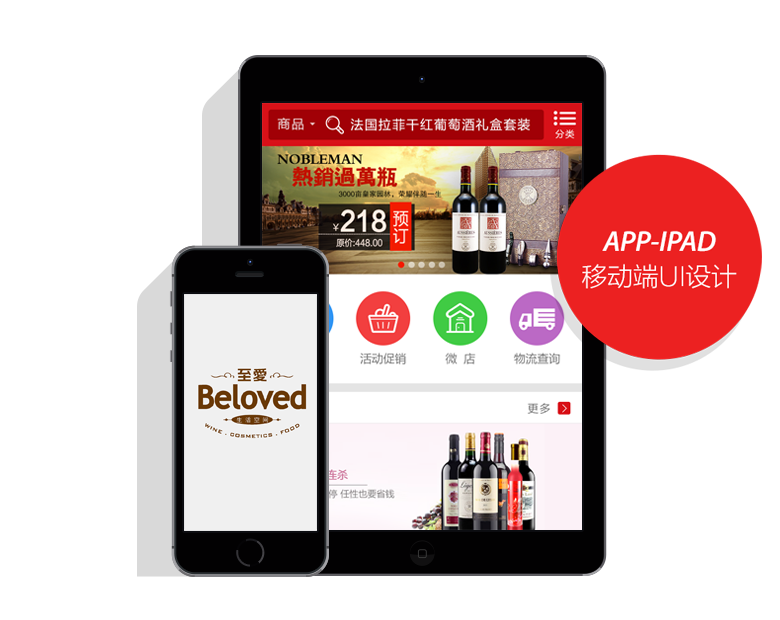 商品
法国拉菲干红葡萄酒礼盒套装
分类
NOBLEMAN
熱銷過萬瓶
3000亩皇家园林，荣耀伴随一生
¥218
预订
原价:448.00
APP-IPAD
移动端UI设计
活动促销
微 店
物流查询
更多
连杀
停 任性也要省钱
至愛
Beloved
生活空间
WINE . COSMETICS . FOOD